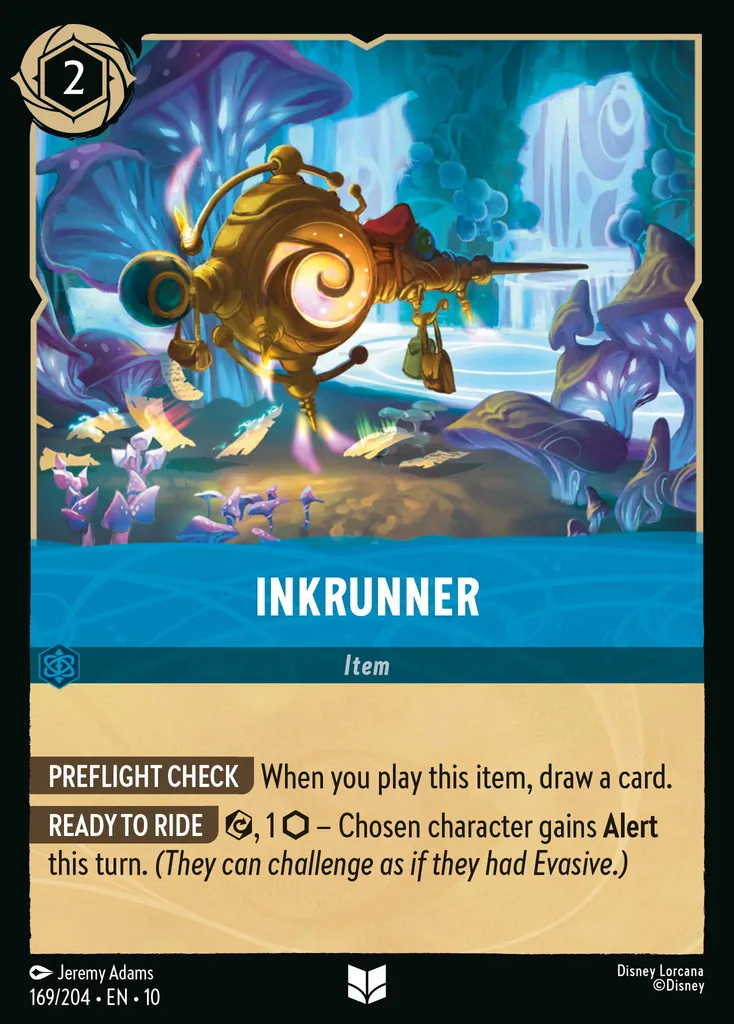 2
INKRUNNER
Item
PREFLIGHT CHECK When you play this item, draw a card.
READY TO RIDE , 1 – Chosen character gains Alert
this turn. (They can challenge as if they had Evasive.)
Jeremy Adams
169/204 • EN • 10
Disney Lorcana
©Disney